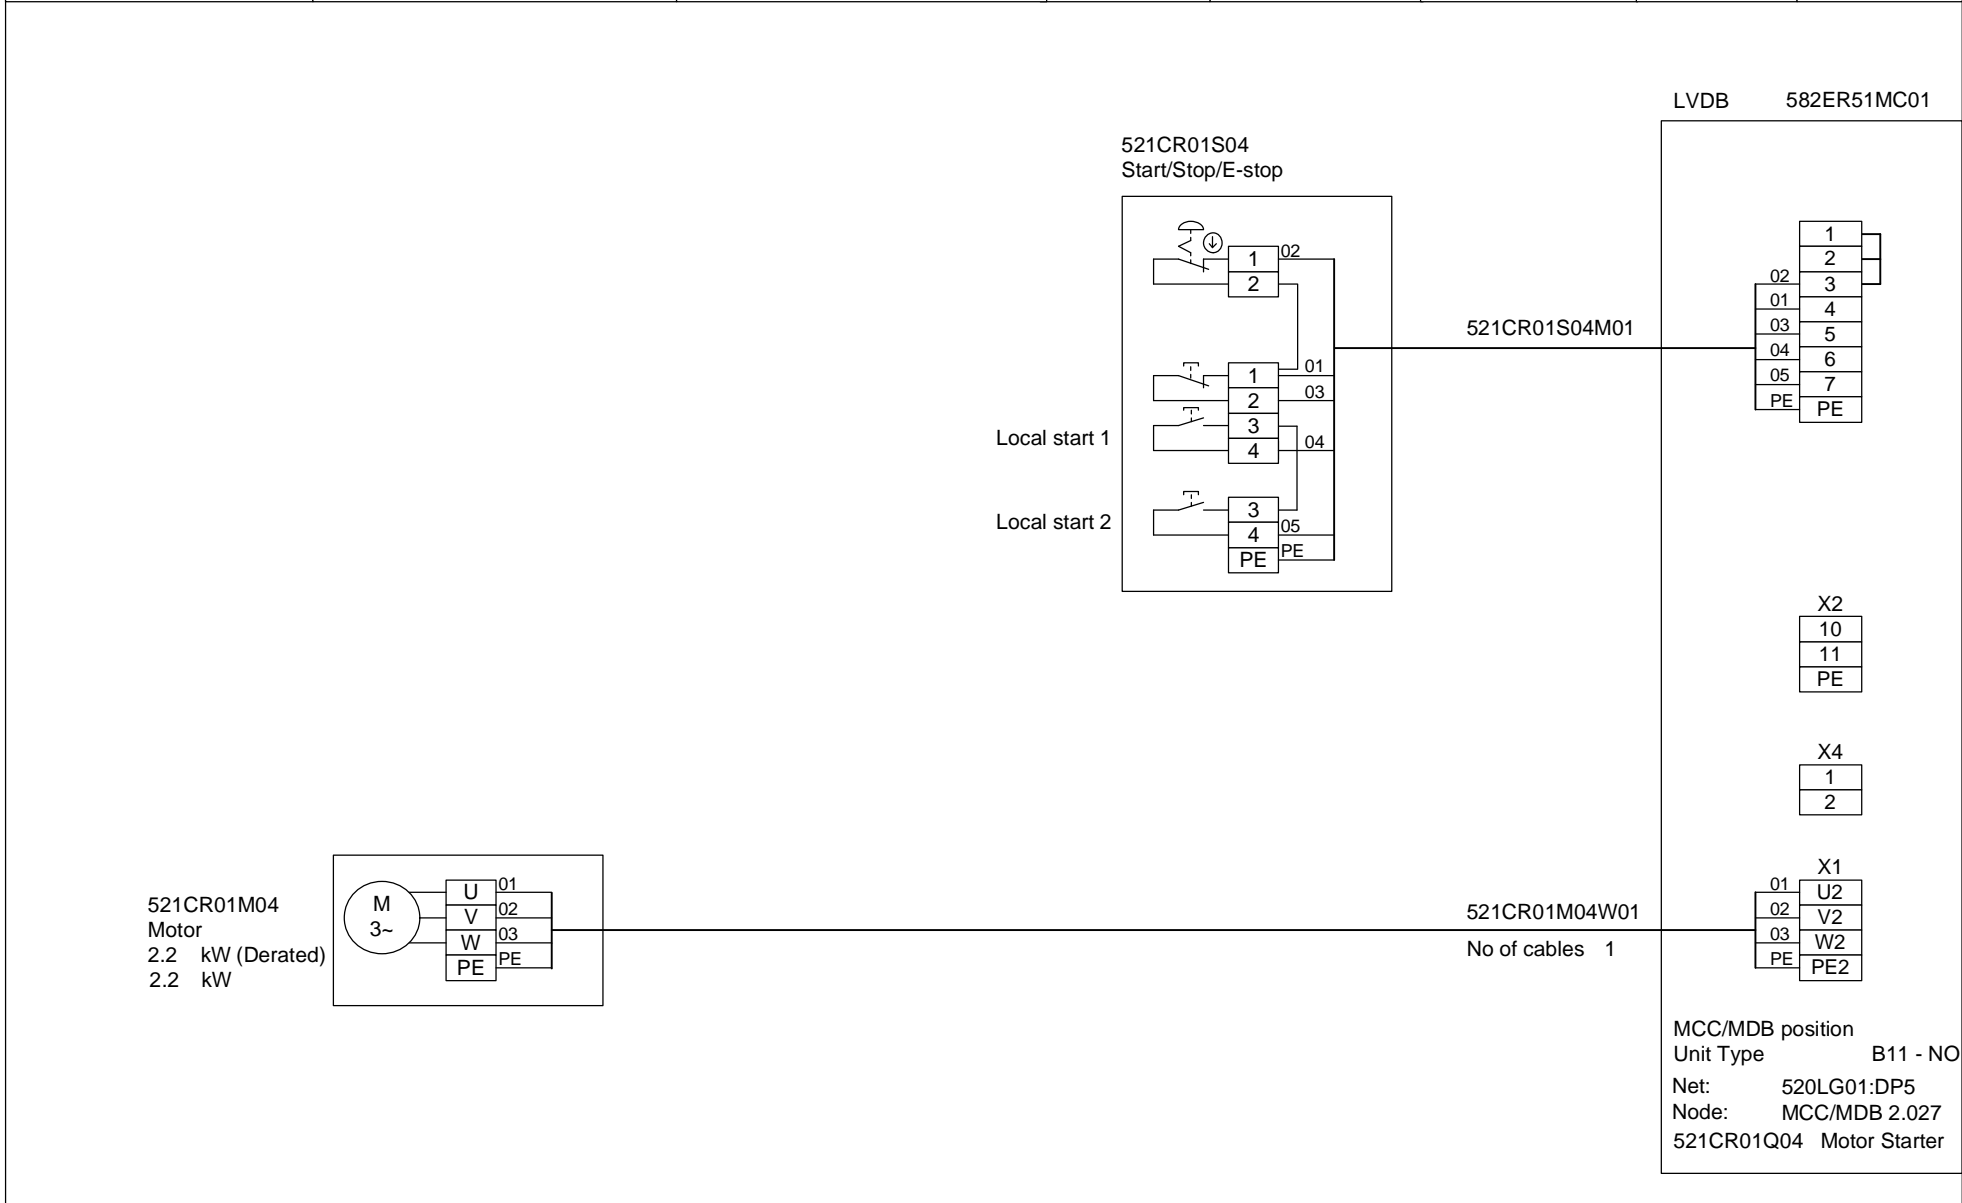 LVDB 582ER51MC01
521CR01S04
Start/Stop/E-stop
1 02
2
1 01
2 03
3
4 04
Local start 1
3
4 05
PE PE
Local start 2
521CR01S04M01
1
2
02 3
01 4
03 5
04 6
05 7
PE PE
X2
10
11
PE
X4
1
2
521CR01M04
Motor
2.2 kW (Derated)
2.2 kW
M
3~
U 01
V 02
W 03
PE PE
521CR01M04W01
No of cables 1
X1
01 U2
02 V2
03 W2
PE PE2
MCC/MDB position
Unit Type B11 - NO
Net: 520LG01:DP5
Node: MCC/MDB 2.027
521CR01Q04 Motor Starter